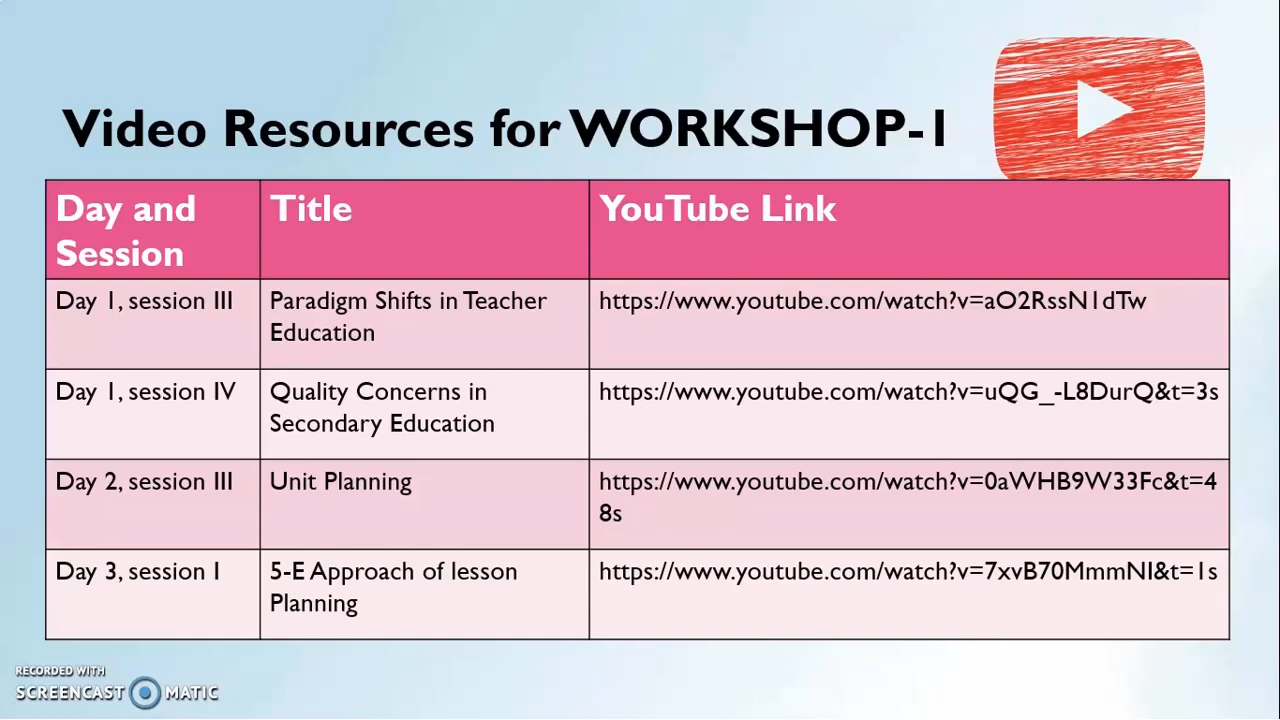 Video Resources for WORKSHOP-1
Day and
Session
Title
YouTube Link
Day 1, session III
Paradigm Shifts in Teacher
Education
https://www.youtube.com/watch?v=aO2RssN1dTw
Day 1, session IV
Quality Concerns in
Secondary Education
https://www.youtube.com/watch?v=uQG_-L8DurQ&t=3s
Day 2, session III
Unit Planning
https://www.youtube.com/watch?v=0aWHB9W33Fc&t=4
8s
Day 3, session I
5-E Approach of lesson
Planning
https://www.youtube.com/watch?v=7xvB70MmmNI&t=1s
RECORDED WITH
SCREENCAST MATIC